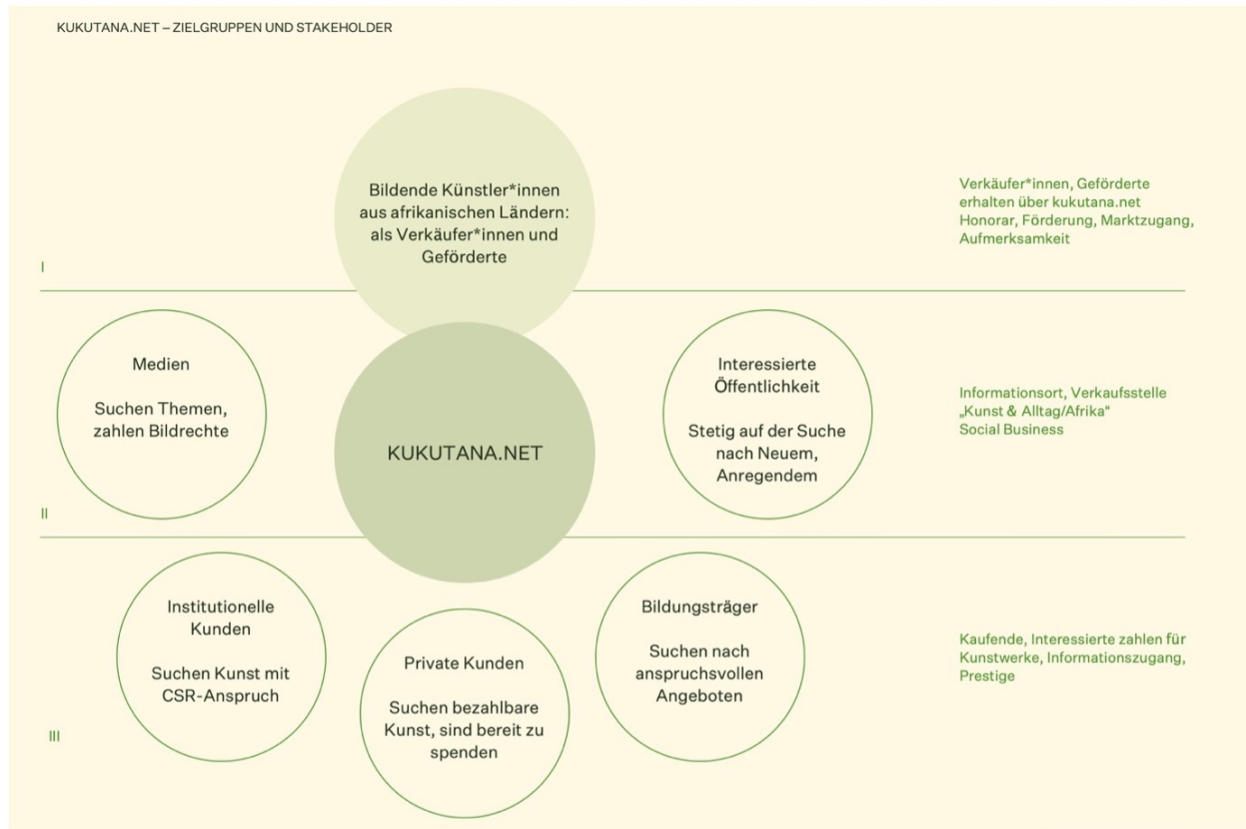 KUKUTANA.NET – ZIELGRUPPEN UND STAKEHOLDER
Bildende Künstler*innen
aus afrikanischen Ländern:
als Verkäufer*innen und
Geförderte
Verkäufer*innen, Geförderte
erhalten über kukutana.net
Honorar, Förderung, Marktzugang,
Aufmerksamkeit
I
Medien
Suchen Themen,
zahlen Bildrechte
KUKUTANA.NET
Interessierte
Öffentlichkeit
Stetig auf der Suche
nach Neuem,
Anregendem
Informationsort, Verkaufsstelle
„Kunst & Alltag/Afrika“
Social Business
II
Institutionelle
Kunden
Suchen Kunst mit
CSR-Anspruch
Private Kunden
Suchen bezahlbare
Kunst, sind bereit zu
spenden
Bildungsträger
Suchen nach
anspruchsvollen
Angeboten
Kaufende, Interessierte zahlen für
Kunstwerke, Informationszugang,
Prestige
III